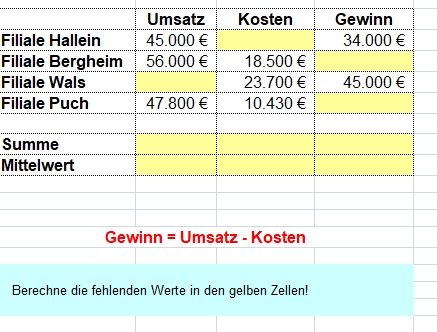 Umsatz Kosten Gewinn
Filiale Hallein 45.000 € 34.000 €
Filiale Bergheim 56.000 € 18.500 €
Filiale Wals 23.700 € 45.000 €
Filiale Puch 47.800 € 10.430 €
Summe
Mittelwert
Gewinn = Umsatz - Kosten
Berechne die fehlenden Werte in den gelben Zellen!